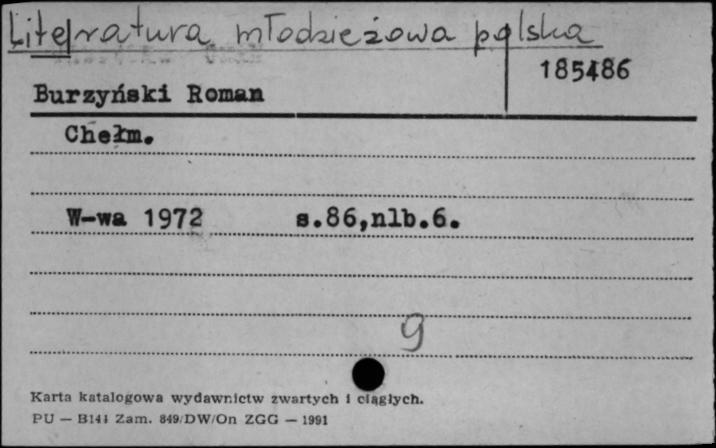 Literatura młodzieżowa polska
185486
Burzyński Roman
Chełm.
W-wa 1972 s.86,nlb.6.
9
Karta katalogowa wydawnictw zwartych i ciągłych.
PU — B141 Zam. 849/DW/On ZGG — 1991